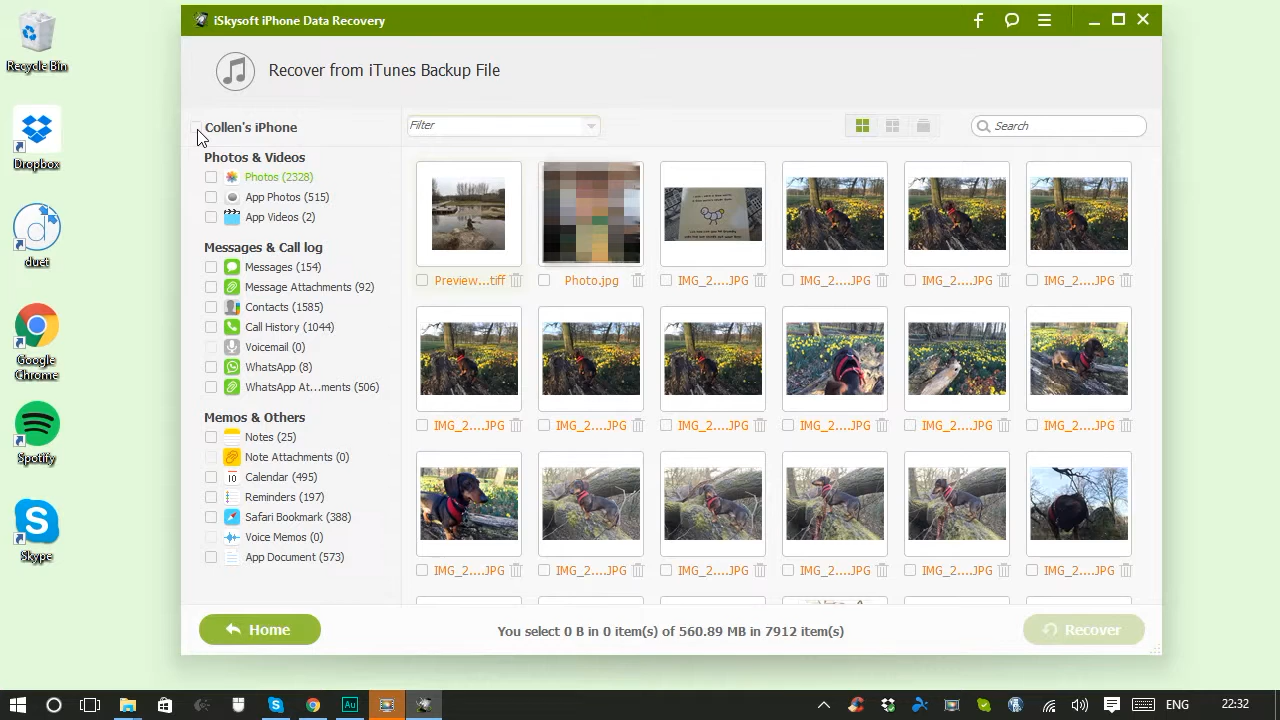 iSkysoft iPhone Data Recovery
Recycle Bin
Dropbox
duet
Google
Chrome
Spotify
Skype
Recover from iTunes Backup File
Collen's iPhone
Filter
Search
Photos & Videos
Photos (2328)
App Photos (515)
App Videos (2)
Messages & Call log
Messages (154)
Message Attachments (92)
Contacts (1585)
Call History (1044)
Voicemail (0)
WhatsApp (8)
WhatsApp At...ments (506)
Memos & Others
Notes (25)
Note Attachments (0)
10 Calendar (495)
Reminders (197)
Safari Bookmark (388)
Voice Memos (0)
App Document (573)
Preview...tiff Photo.jpg IMG_2....JPG IMG_2....JPG IMG_2....JPG IMG_2....JPG
IMG_2....JPG IMG_2....JPG IMG_2....JPG IMG_2....JPG IMG_2....JPG IMG_2....JPG
IMG_2....JPG IMG_2....JPG IMG_2....JPG IMG_2....JPG IMG_2....JPG IMG_2....JPG
Home
You select 0 B in 0 item(s) of 560.89 MB in 7912 item(s)
Recover
Au
ENG
22:32